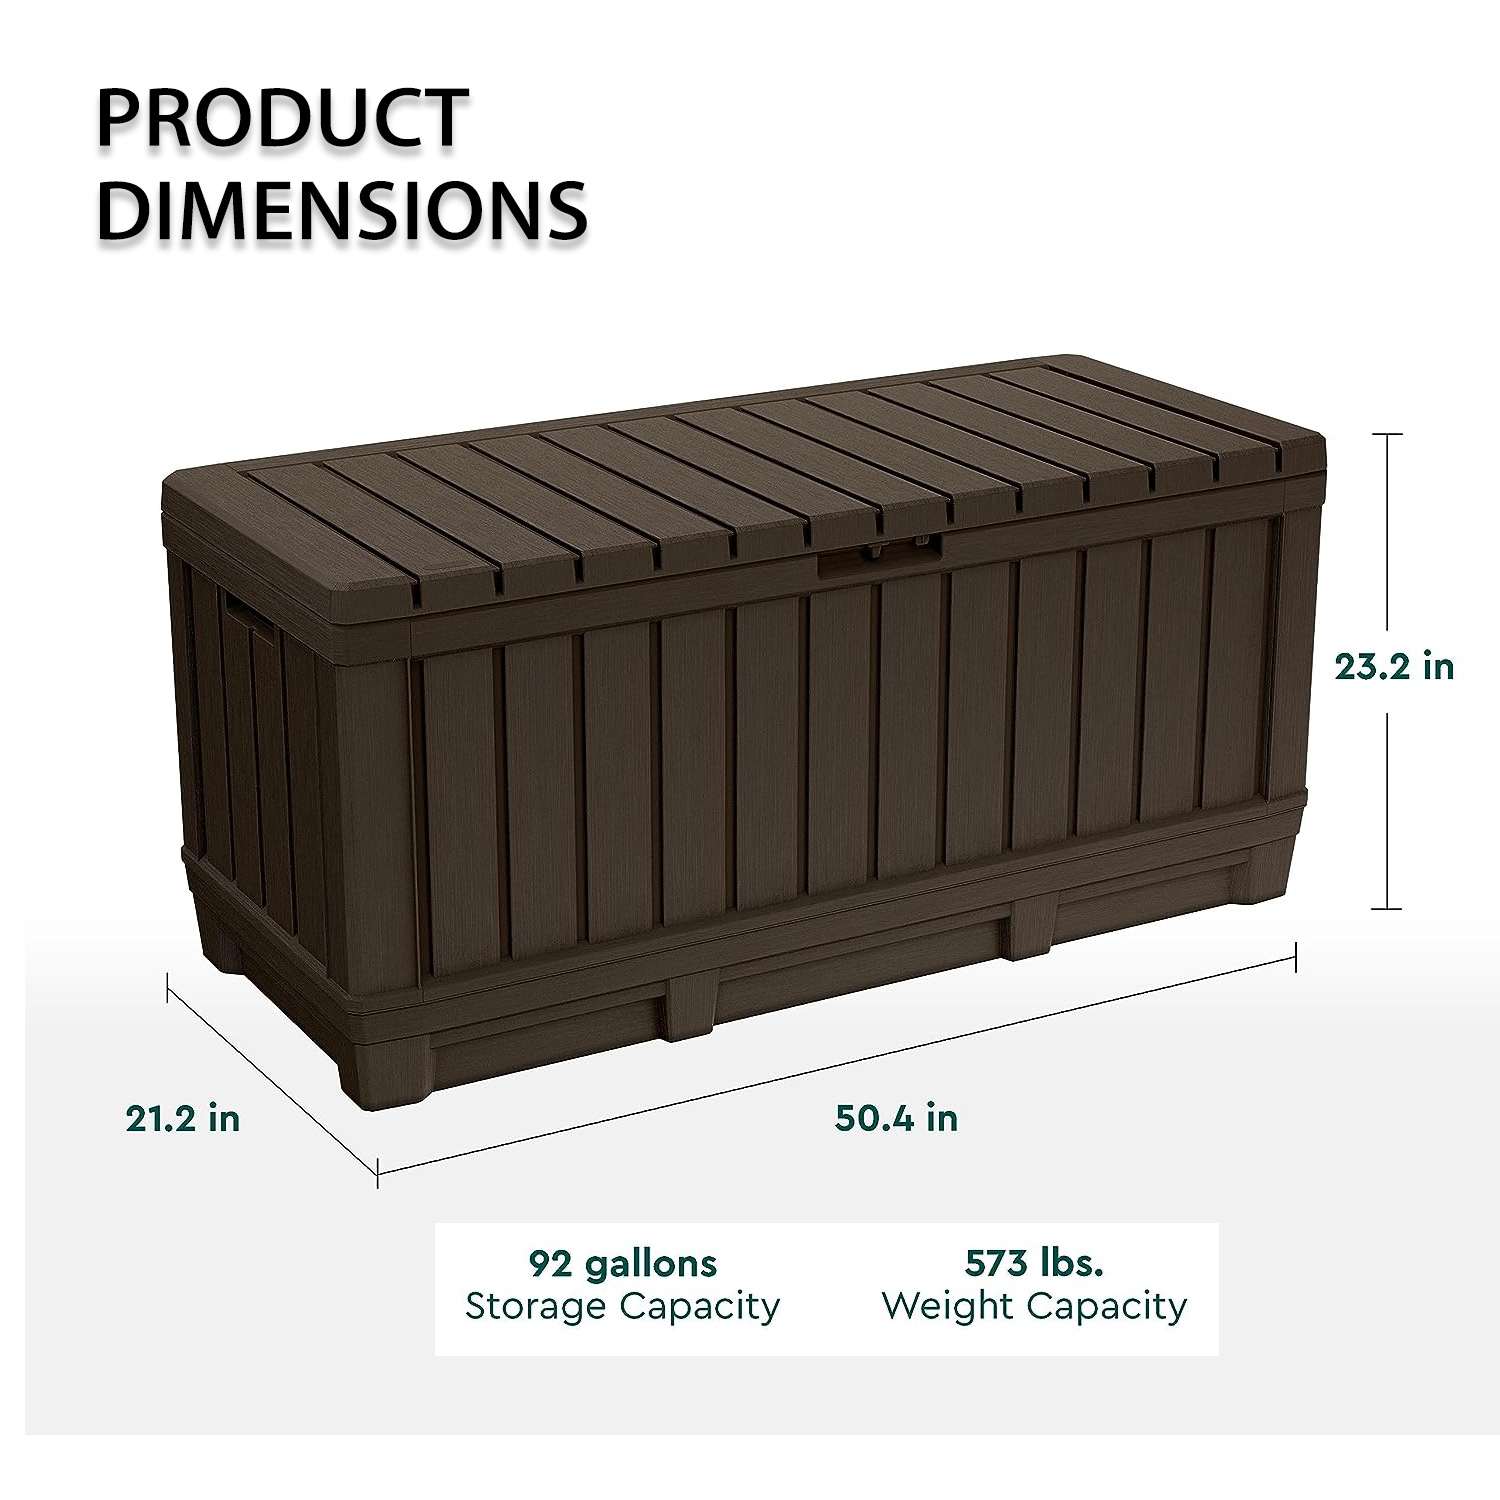 PRODUCT
DIMENSIONS
23.2 in
21.2 in
50.4 in
92 gallons
Storage Capacity
573 lbs.
Weight Capacity